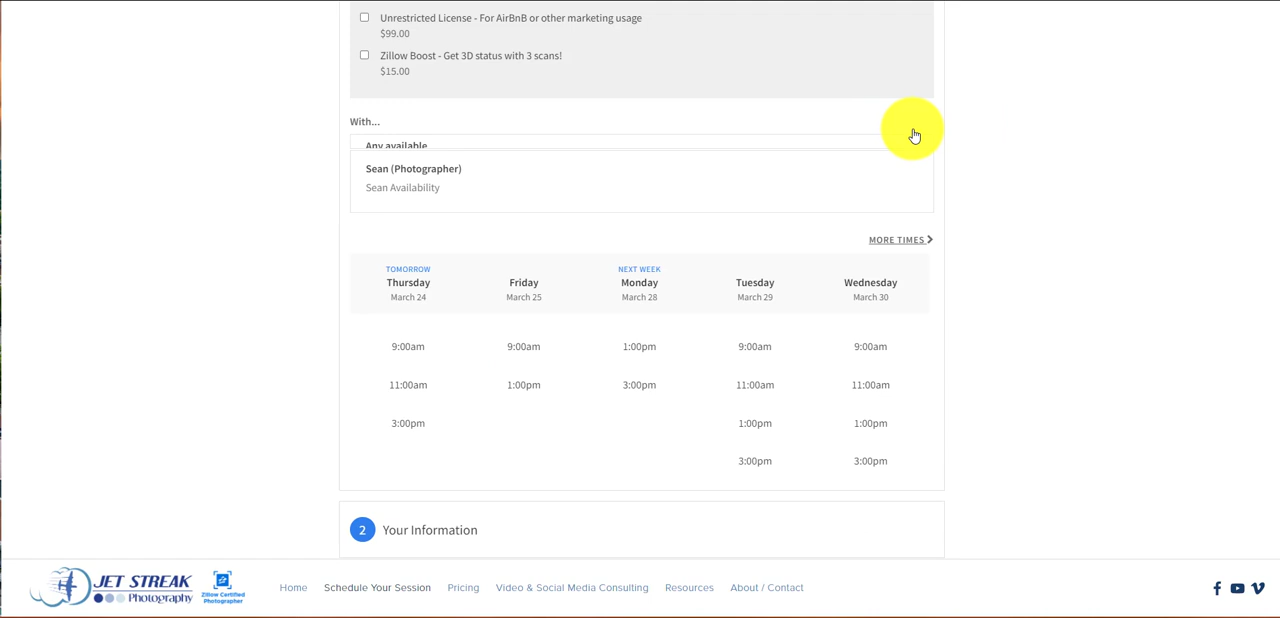 Unrestricted License - For AirBnB or other marketing usage
$99.00
Zillow Boost - Get 3D status with 3 scans!
$15.00
With...
Any available
Sean (Photographer)
Sean Availability
MORE TIMES
TOMORROW
Thursday
March 24
Friday
March 25
NEXT WEEK
Monday
March 28
Tuesday
March 29
Wednesday
March 30
9:00am 9:00am 1:00pm 9:00am 9:00am
11:00am 1:00pm 3:00pm 11:00am 11:00am
3:00pm 1:00pm 1:00pm
3:00pm 3:00pm
2 Your Information
JET STREAK
Photography
Zillow Certified
Photographer
Home Schedule Your Session Pricing Video & Social Media Consulting Resources About / Contact